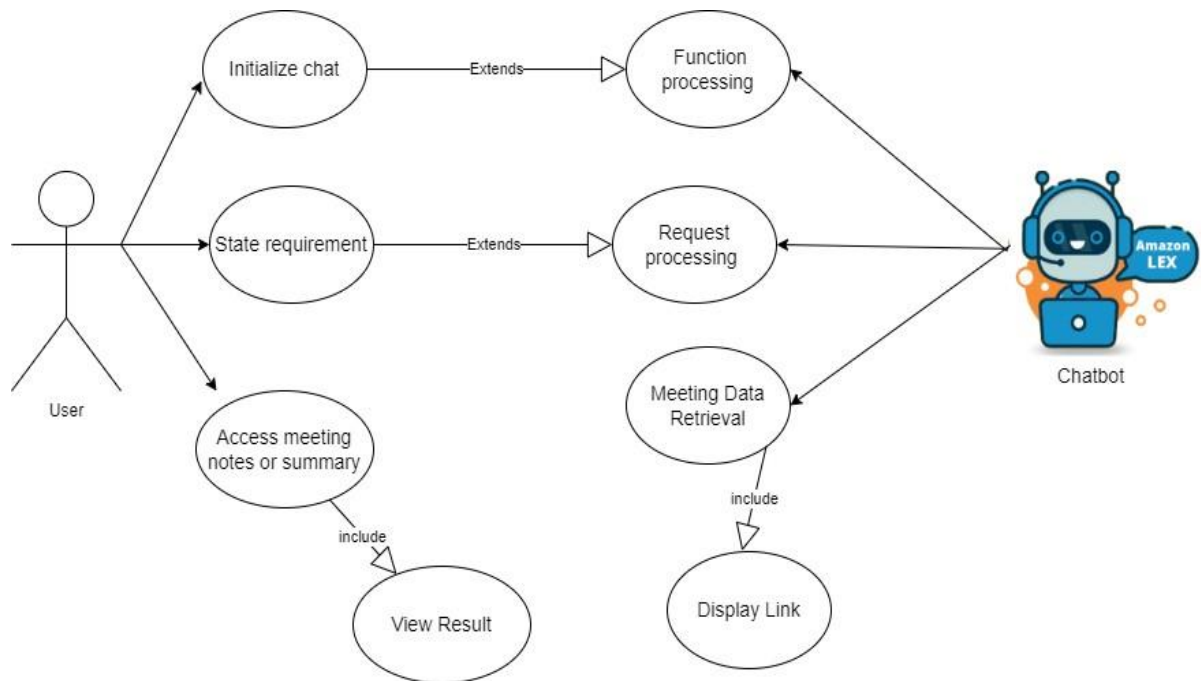 Initialize chat
Extends
Function
processing
State requirement
Extends
Request
processing
Amazon
LEX
Chatbot
User
Access meeting
notes or summary
Meeting Data
Retrieval
include
include
View Result
Display Link